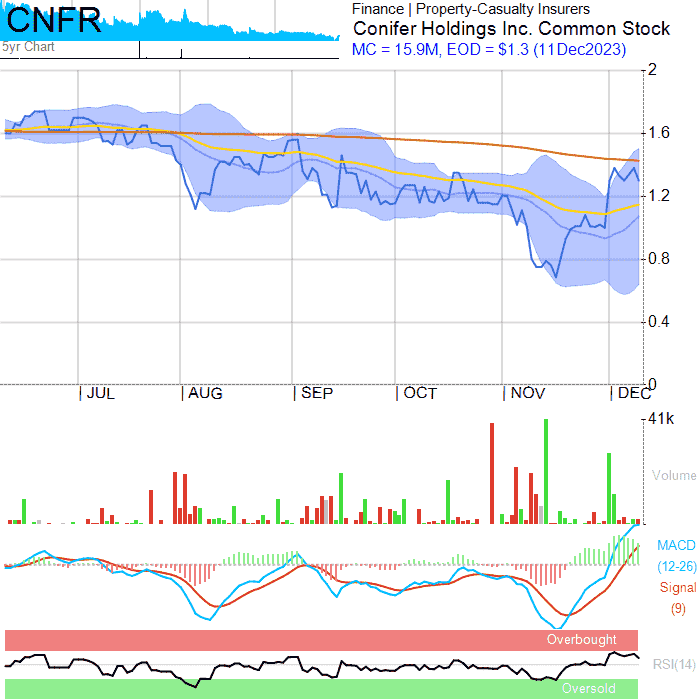 CNFR
5yr Chart
Finance | Property-Casualty Insurers
Conifer Holdings Inc. Common Stock
MC = 15.9M, EOD = $1.3 (11Dec2023)
2
1.6
1.2
0.8
0.4
0
| JUL | AUG | SEP | OCT | NOV | DEC
41k
Volume
MACD
(12-26)
Signal
(9)
Overbought
RSI(14)
Oversold